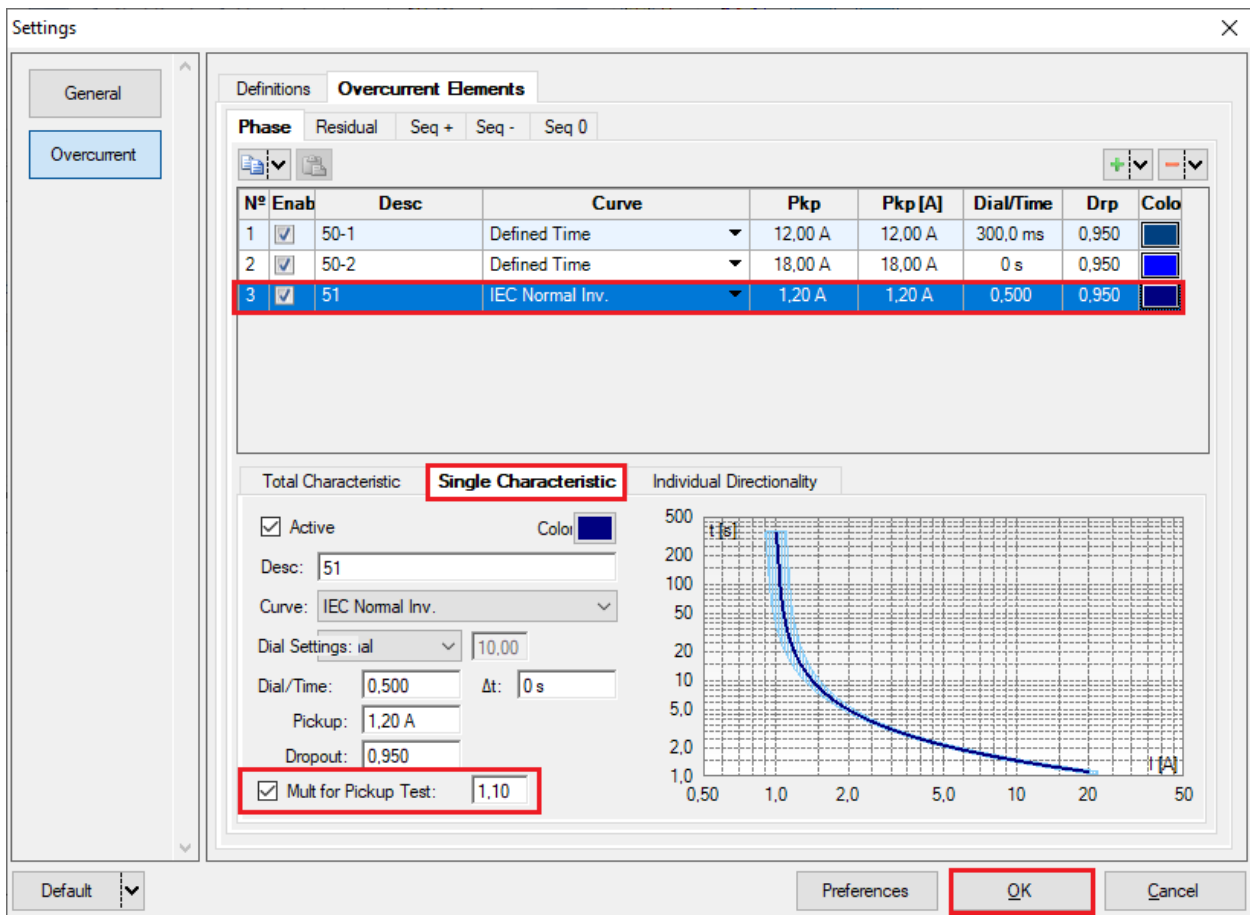 Settings
General
Overcurrent
Definitions Overcurrent Elements
Phase Residual Seq + Seq - Seq 0
Nº Enab Desc Curve Pkp Pkp [A] Dial/Time Drp Colo
1 50-1 Defined Time 12,00 A 12,00 A 300,0 ms 0,950
2 50-2 Defined Time 18,00 A 18,00 A 0 s 0,950
3 51 IEC Normal Inv. 1,20 A 1,20 A 0,500 0,950
Total Characteristic Single Characteristic Individual Directionality
Active Color
Desc: 51
Curve: IEC Normal Inv.
Dial Settings: ial 10,00
Dial/Time: 0,500 Δt: 0 s
Pickup: 1,20 A
Dropout: 0,950
Mult for Pickup Test: 1,10
t [s]
500
200
100
50
20
10
5,0
2,0
1,0
I [A]
0,50 1,0 2,0 5,0 10 20 50
Default Preferences OK Cancel